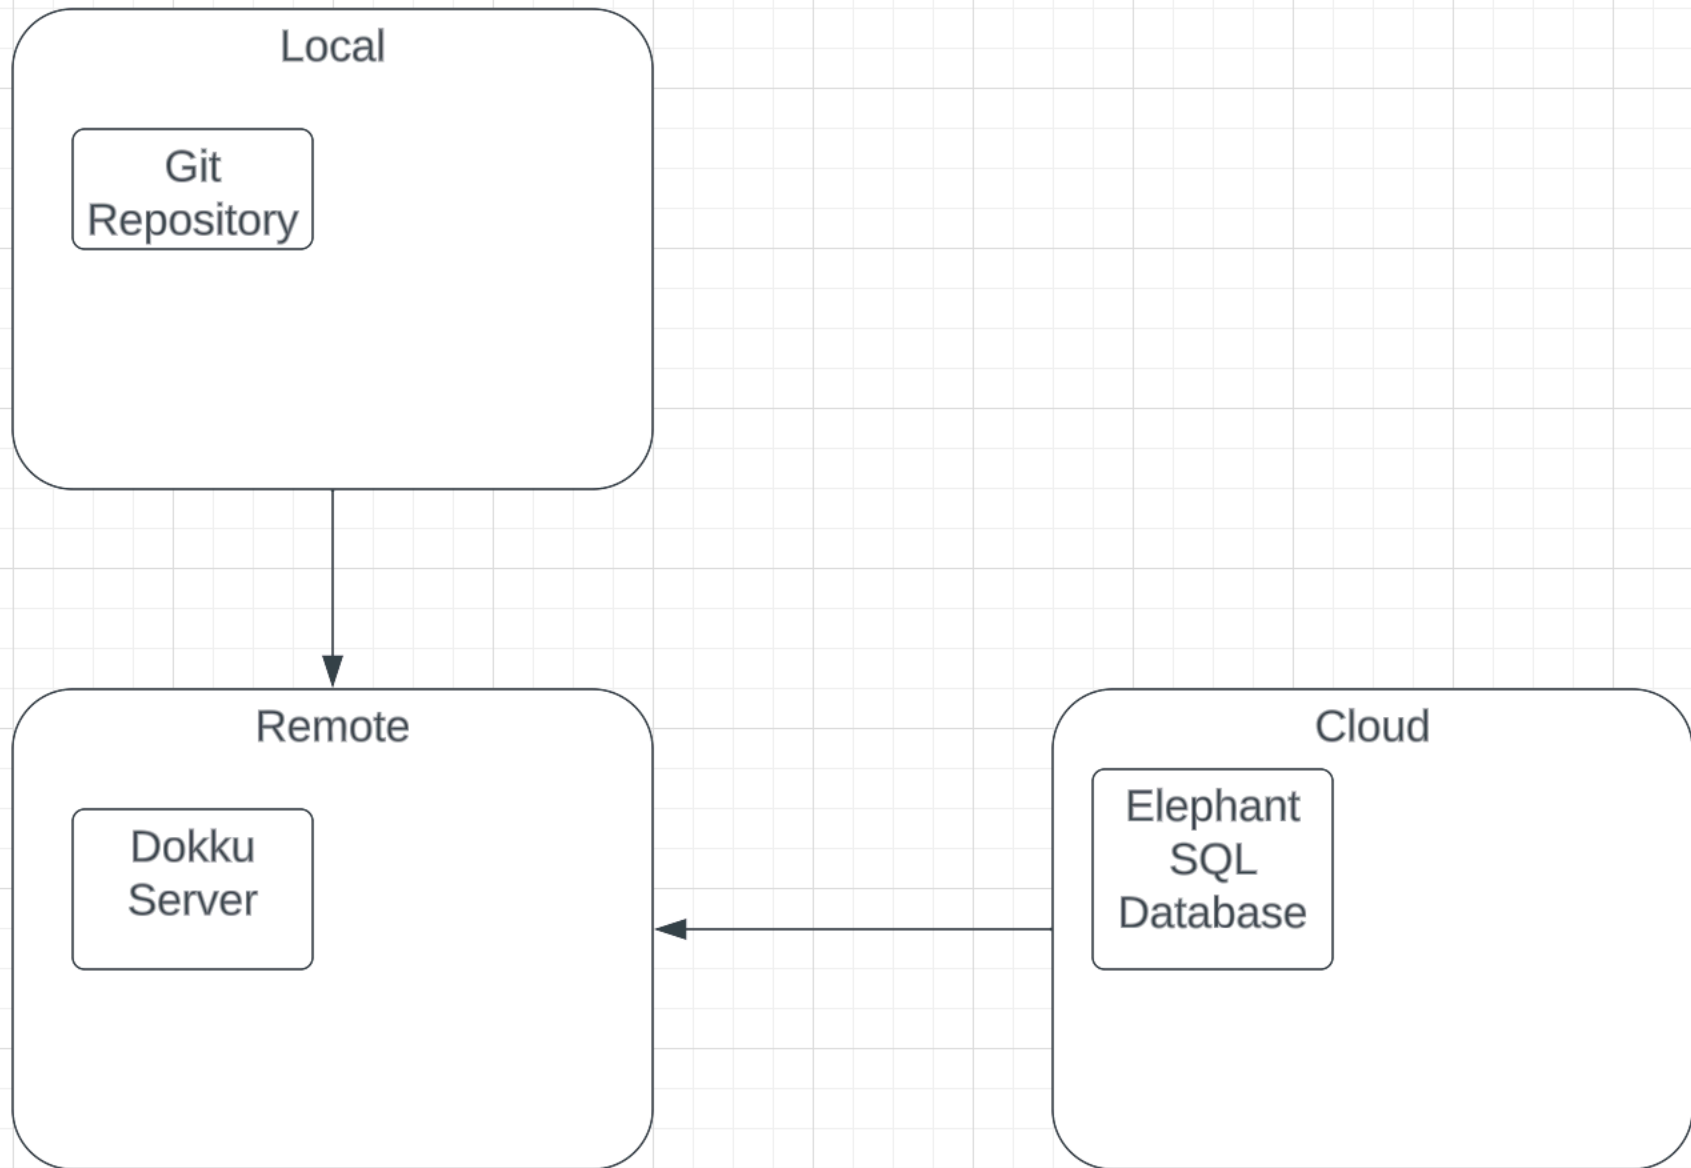 Local
Git
Repository
Remote
Dokku
Server
Cloud
Elephant
SQL
Database